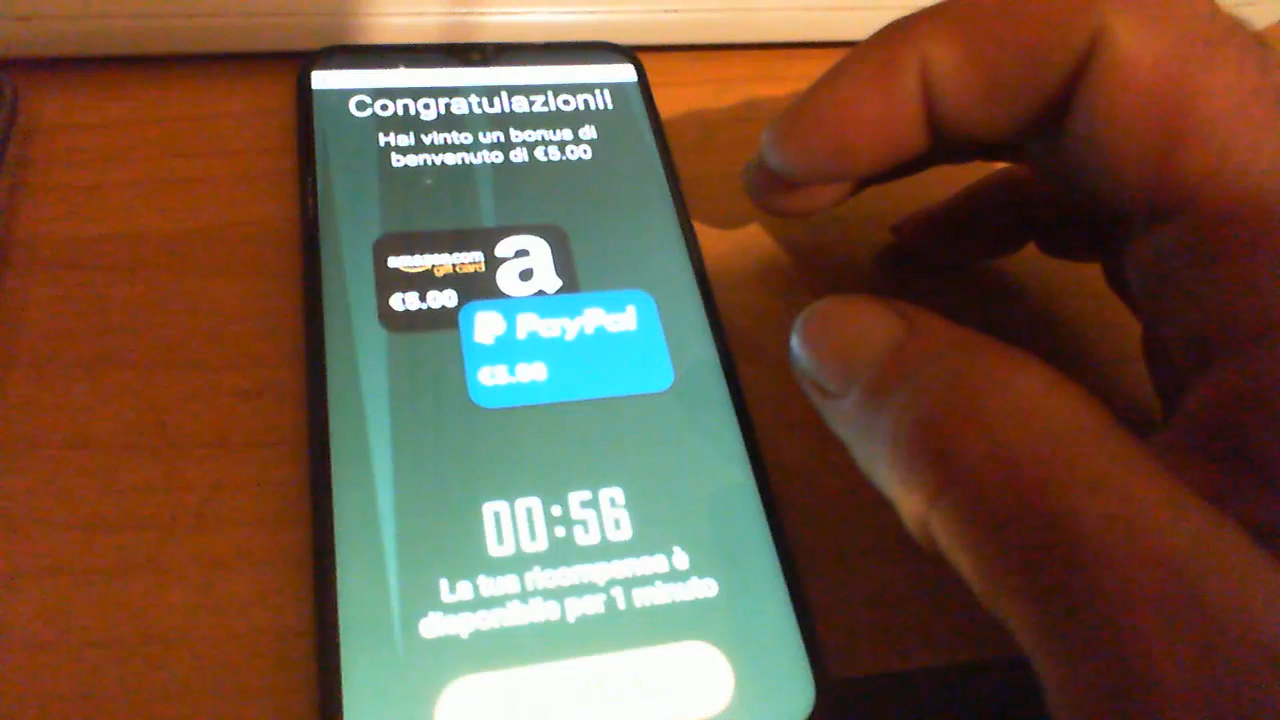 Congratulazioni!
Hai vinto un bonus di
benvenuto di €5.00
amazon.com
gift card
a
€5.00
PayPal
€5.00
00:56
La tua ricompensa è
disponibile per 1 minuto